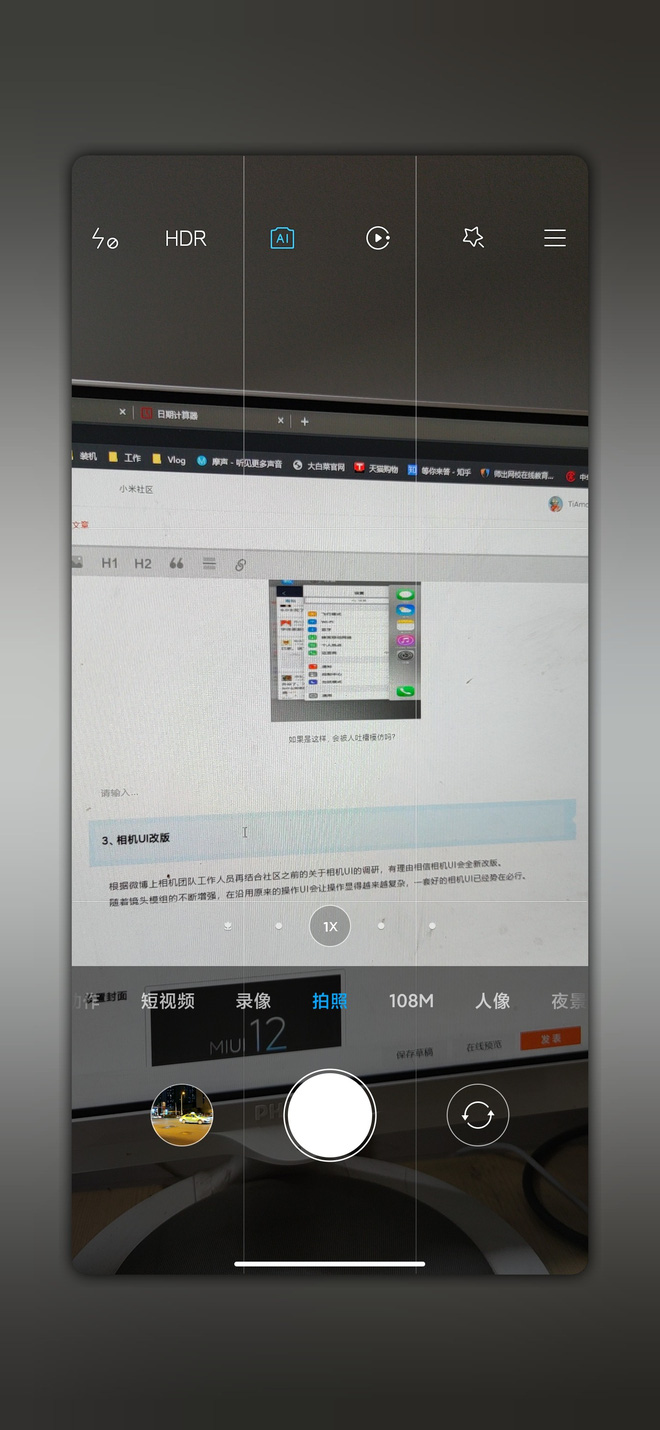 HDR
AI
日期计算器
装机 工作 Vlog 摩声 - 听见更多声音 大白菜官网 天猫购物 知 等你来答 - 知乎 师出网校在线教育...
小米社区
TiAmo
文章
H1 H2
如果是这样,会被人吐槽模仿吗?
请输入...
3、相机UI改版
根据微博上相机团队工作人员再结合社区之前的关于相机UI的调研,有理由相信相机UI会全新改版。
随着镜头模组的不断增强,在沿用原来的操作UI会让操作显得越来越复杂,一套好的相机UI已经势在必行。
1X
封面
短视频 录像 拍照 108M 人像 夜景
MIUI 12
保存草稿 在线预览 发表